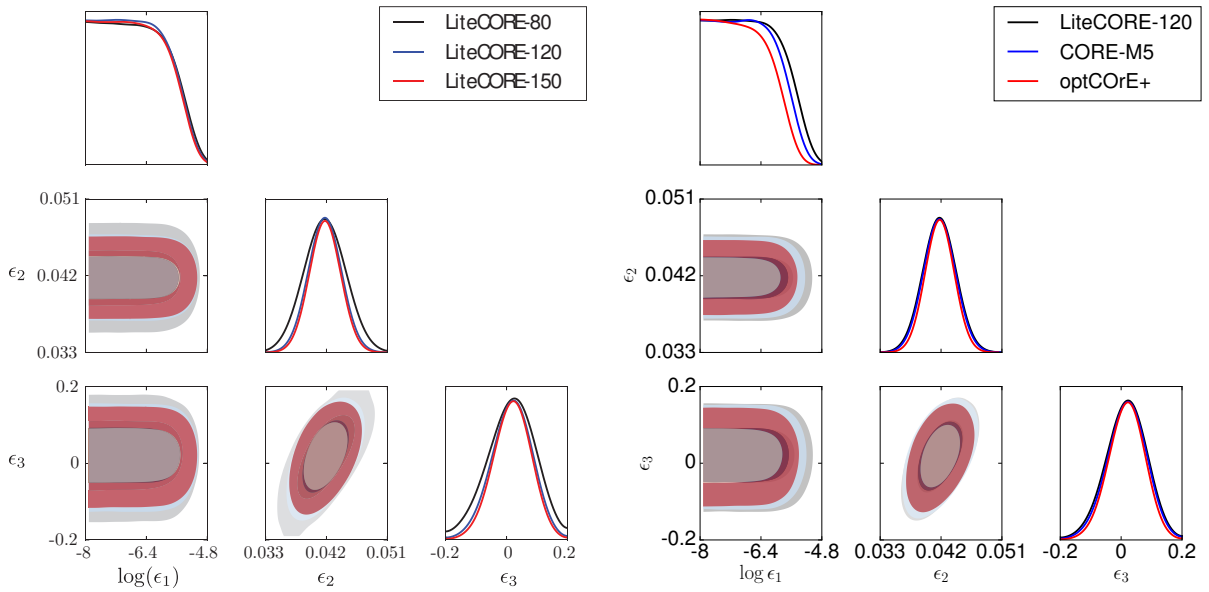 LiteCORE-80
LiteCORE-120
LiteCORE-150
0.051
ϵ2
0.042
0.033
0.2
ϵ3
0
-0.2
-8
-6.4
-4.8
0.033
0.042
0.051
-0.2
0
0.2
log(ϵ1)
ϵ2
ϵ3
LiteCORE-120
CORE-M5
optCOrE+
0.051
ϵ2
0.042
0.033
0.2
ϵ3
0
-0.2
-8
-6.4
-4.8
0.033
0.042
0.051
-0.2
0
0.2
log ϵ1
ϵ2
ϵ3